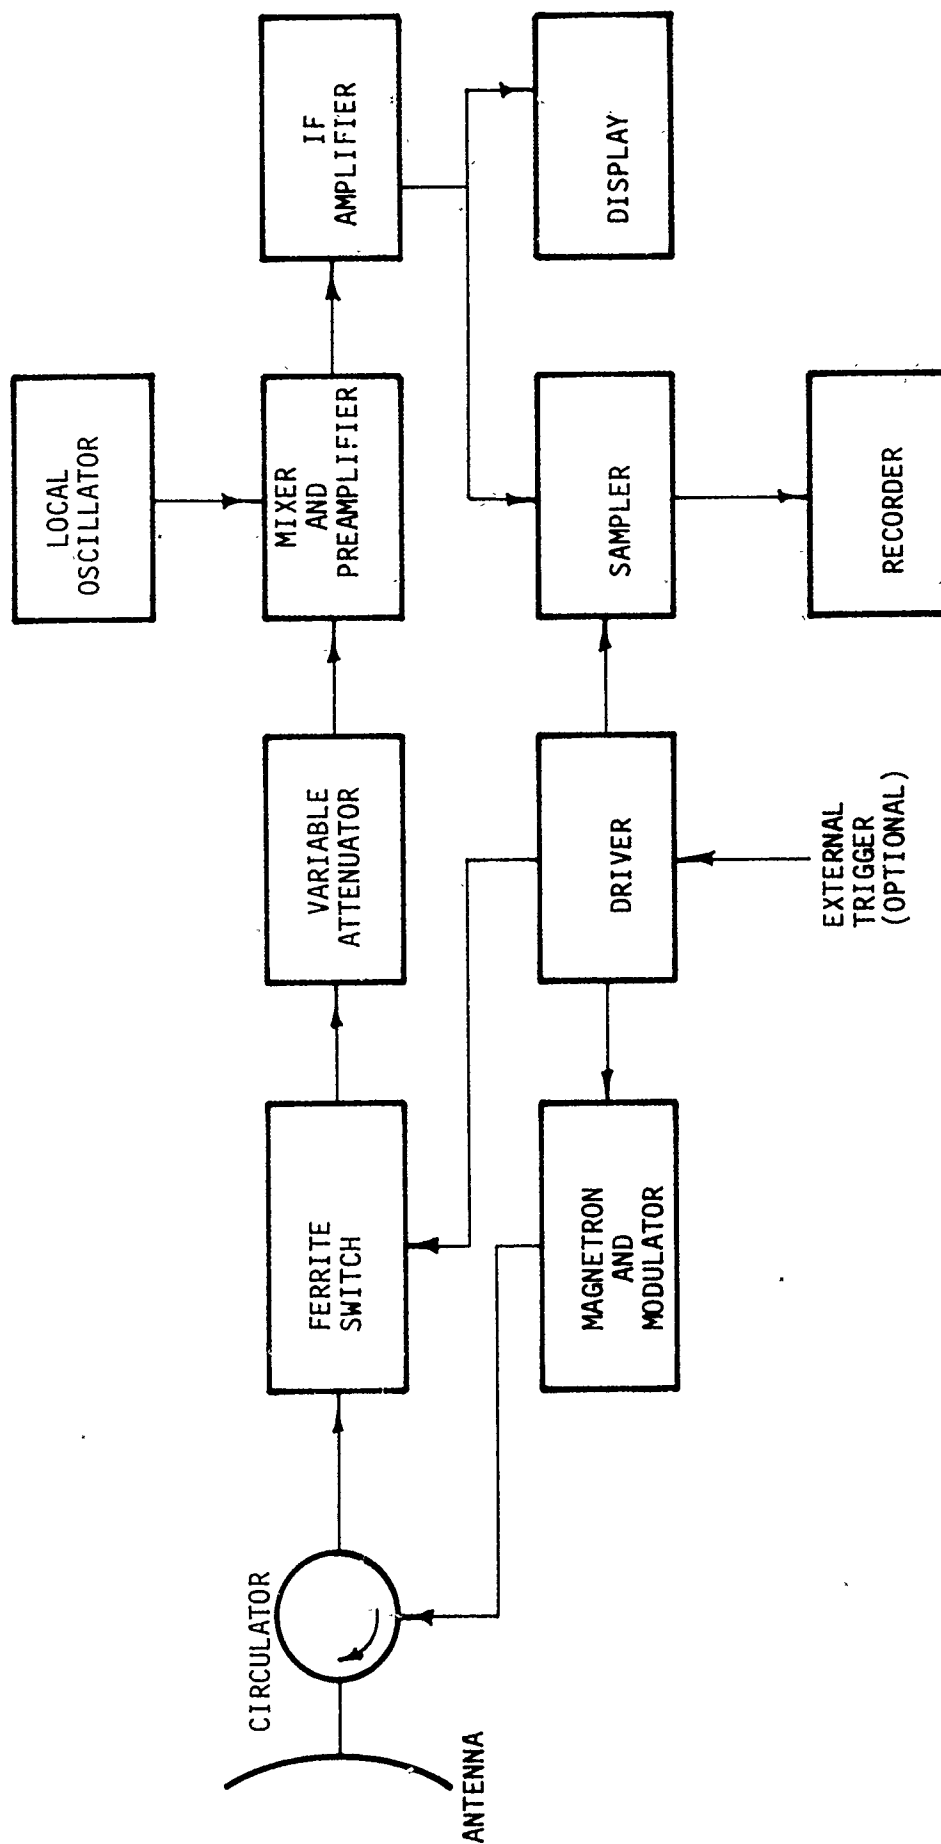 LOCAL
OSCILLATOR
CIRCULATOR
FERRITE
SWITCH
VARIABLE
ATTENUATOR
MIXER
AND
PREAMPLIFIER
IF
AMPLIFIER
ANTENNA
MAGNETRON
AND
MODULATOR
DRIVER
SAMPLER
DISPLAY
EXTERNAL
TRIGGER
(OPTIONAL)
RECORDER